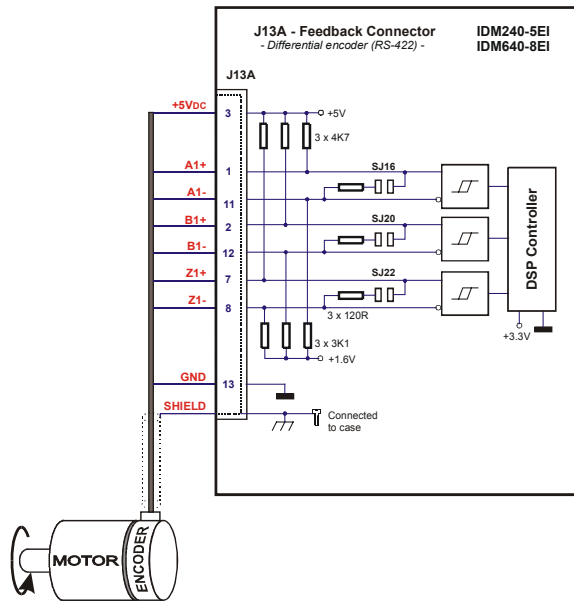 J13A - Feedback Connector
- Differential encoder (RS-422) -
IDM240-5EI
IDM640-8EI
J13A
+5VDC
3
+5V
3 x 4K7
A1+
1
SJ16
A1-
11
B1+
2
SJ20
B1-
12
Z1+
7
SJ22
Z1-
8
3 x 120R
DSP Controller
+3.3V
3 x 3K1
+1.6V
GND
13
SHIELD
Connected
to case
MOTOR
ENCODER